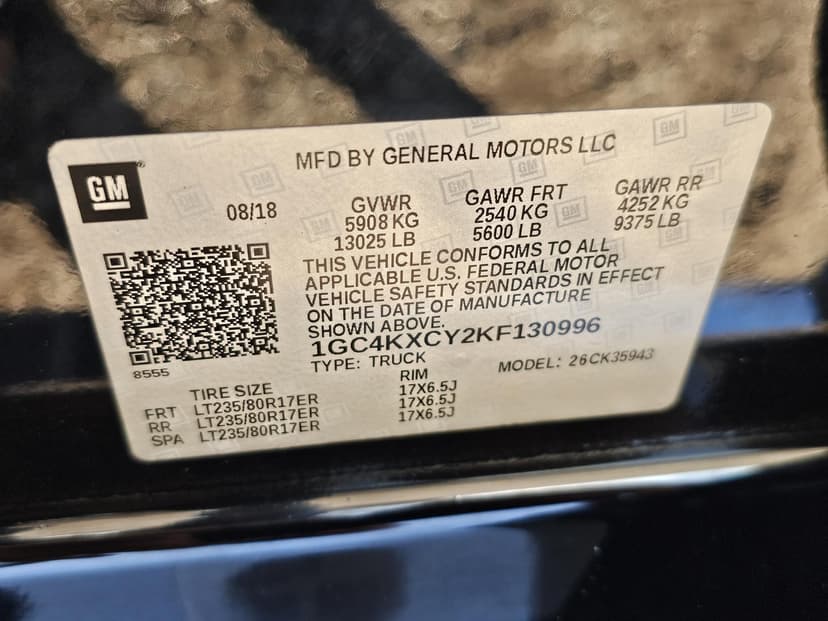 MFD BY GENERAL MOTORS LLC
GM
08/18
GVWR GAWR FRT GAWR RR
5908 KG 2540 KG 4252 KG
13025 LB 5600 LB 9375 LB
THIS VEHICLE CONFORMS TO ALL
APPLICABLE U.S. FEDERAL MOTOR
VEHICLE SAFETY STANDARDS IN EFFECT
ON THE DATE OF MANUFACTURE
SHOWN ABOVE.
1GC4KXCY2KF130996
8555
TYPE: TRUCK MODEL: 26CK35943
TIRE SIZE RIM
FRT LT235/80R17ER 17X6.5J
RR LT235/80R17ER 17X6.5J
SPA LT235/80R17ER 17X6.5J